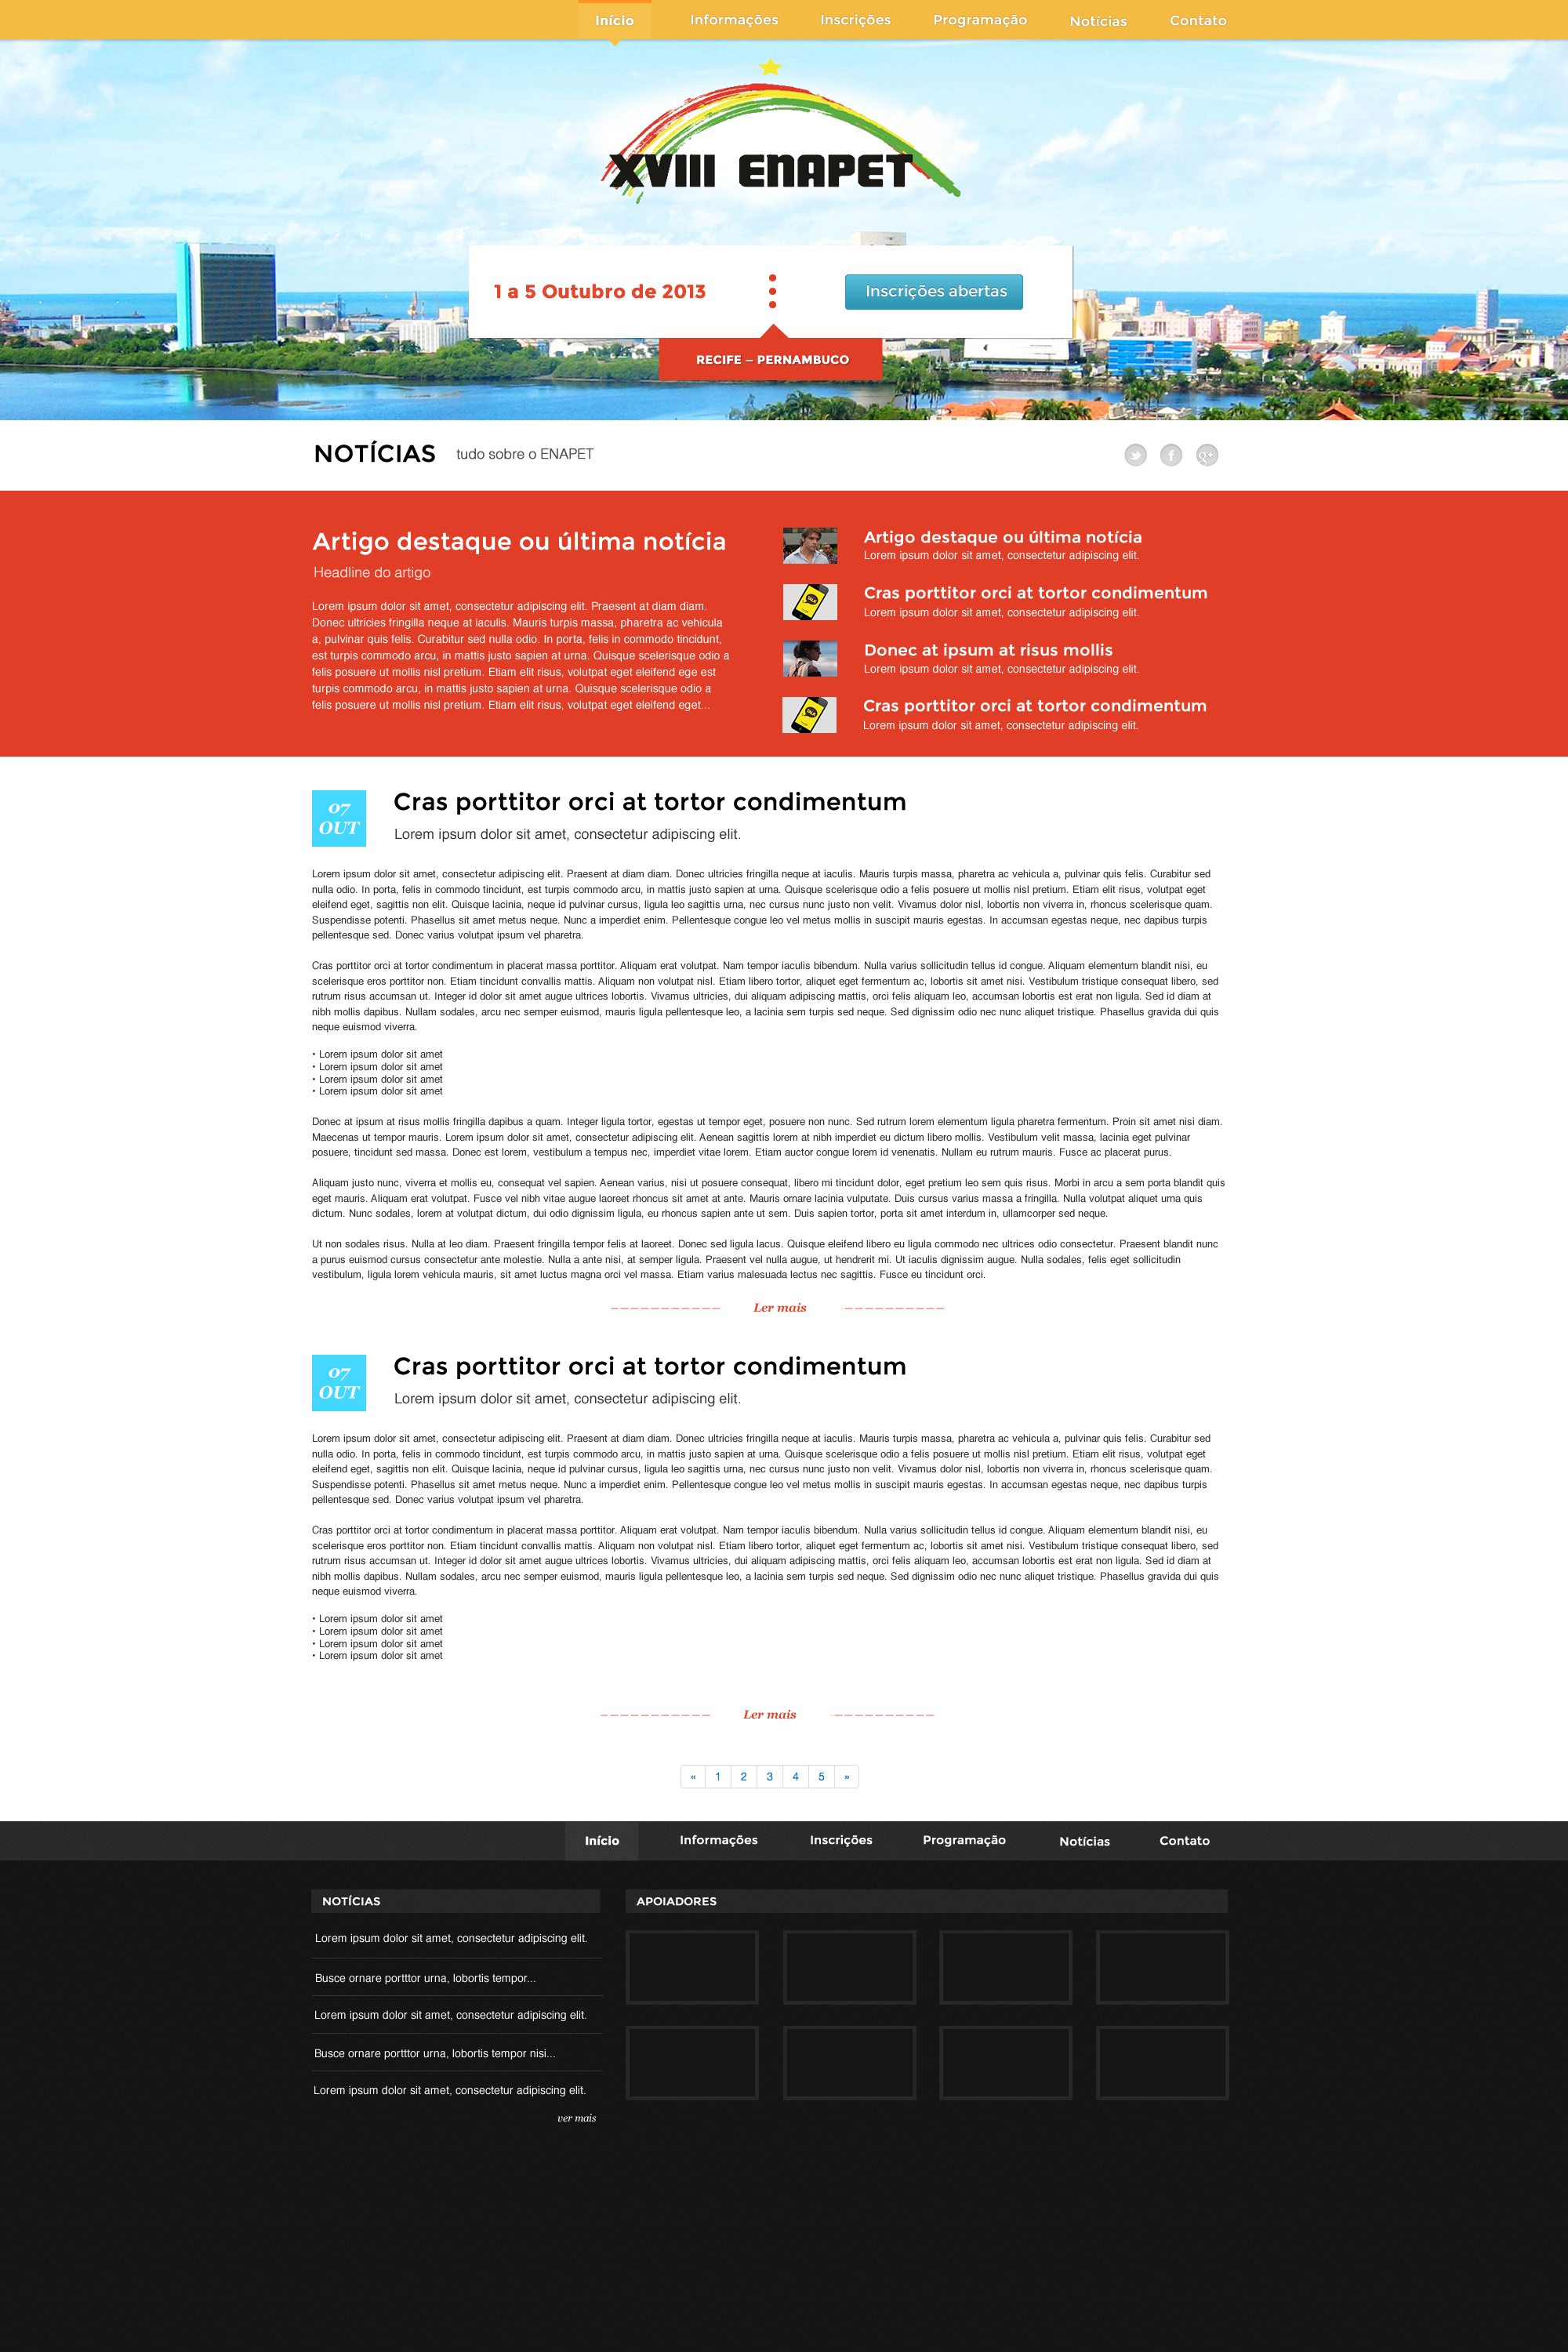 Início Informações Inscrições Programação Notícias Contato
XVIII ENAPET
1 a 5 Outubro de 2013
Inscrições abertas
RECIFE – PERNAMBUCO
NOTÍCIAS tudo sobre o ENAPET
Artigo destaque ou última notícia
Headline do artigo
Lorem ipsum dolor sit amet, consectetur adipiscing elit. Praesent at diam diam.
Donec ultricies fringilla neque at iaculis. Mauris turpis massa, pharetra ac vehicula
a, pulvinar quis felis. Curabitur sed nulla odio. In porta, felis in commodo tincidunt,
est turpis commodo arcu, in mattis justo sapien at urna. Quisque scelerisque odio a
felis posuere ut mollis nisl pretium. Etiam elit risus, volutpat eget eleifend ege est
turpis commodo arcu, in mattis justo sapien at urna. Quisque scelerisque odio a
felis posuere ut mollis nisl pretium. Etiam elit risus, volutpat eget eleifend eget...
Artigo destaque ou última notícia
Lorem ipsum dolor sit amet, consectetur adipiscing elit.
Cras porttitor orci at tortor condimentum
Lorem ipsum dolor sit amet, consectetur adipiscing elit.
Donec at ipsum at risus mollis
Lorem ipsum dolor sit amet, consectetur adipiscing elit.
Cras porttitor orci at tortor condimentum
Lorem ipsum dolor sit amet, consectetur adipiscing elit.
07
OUT
Cras porttitor orci at tortor condimentum
Lorem ipsum dolor sit amet, consectetur adipiscing elit.
Lorem ipsum dolor sit amet, consectetur adipiscing elit. Praesent at diam diam. Donec ultricies fringilla neque at iaculis. Mauris turpis massa, pharetra ac vehicula a, pulvinar quis felis. Curabitur sed
nulla odio. In porta, felis in commodo tincidunt, est turpis commodo arcu, in mattis justo sapien at urna. Quisque scelerisque odio a felis posuere ut mollis nisl pretium. Etiam elit risus, volutpat eget
eleifend eget, sagittis non elit. Quisque lacinia, neque id pulvinar cursus, ligula leo sagittis urna, nec cursus nunc justo non velit. Vivamus dolor nisl, lobortis non viverra in, rhoncus scelerisque quam.
Suspendisse potenti. Phasellus sit amet metus neque. Nunc a imperdiet enim. Pellentesque congue leo vel metus mollis in suscipit mauris egestas. In accumsan egestas neque, nec dapibus turpis
pellentesque sed. Donec varius volutpat ipsum vel pharetra.
Cras porttitor orci at tortor condimentum in placerat massa porttitor. Aliquam erat volutpat. Nam tempor iaculis bibendum. Nulla varius sollicitudin tellus id congue. Aliquam elementum blandit nisi, eu
scelerisque eros porttitor non. Etiam tincidunt convallis mattis. Aliquam non volutpat nisl. Etiam libero tortor, aliquet eget fermentum ac, lobortis sit amet nisi. Vestibulum tristique consequat libero, sed
rutrum risus accumsan ut. Integer id dolor sit amet augue ultrices lobortis. Vivamus ultricies, dui aliquam adipiscing mattis, orci felis aliquam leo, accumsan lobortis est erat non ligula. Sed id diam at
nibh mollis dapibus. Nullam sodales, arcu nec semper euismod, mauris ligula pellentesque leo, a lacinia sem turpis sed neque. Sed dignissim odio nec nunc aliquet tristique. Phasellus gravida dui quis
neque euismod viverra.
• Lorem ipsum dolor sit amet
• Lorem ipsum dolor sit amet
• Lorem ipsum dolor sit amet
• Lorem ipsum dolor sit amet
Donec at ipsum at risus mollis fringilla dapibus a quam. Integer ligula tortor, egestas ut tempor eget, posuere non nunc. Sed rutrum lorem elementum ligula pharetra fermentum. Proin sit amet nisi diam.
Maecenas ut tempor mauris. Lorem ipsum dolor sit amet, consectetur adipiscing elit. Aenean sagittis lorem at nibh imperdiet eu dictum libero mollis. Vestibulum velit massa, lacinia eget pulvinar
posuere, tincidunt sed massa. Donec est lorem, vestibulum a tempus nec, imperdiet vitae lorem. Etiam auctor congue lorem id venenatis. Nullam eu rutrum mauris. Fusce ac placerat purus.
Aliquam justo nunc, viverra et mollis eu, consequat vel sapien. Aenean varius, nisi ut posuere consequat, libero mi tincidunt dolor, eget pretium leo sem quis risus. Morbi in arcu a sem porta blandit quis
eget mauris. Aliquam erat volutpat. Fusce vel nibh vitae augue laoreet rhoncus sit amet at ante. Mauris ornare lacinia vulputate. Duis cursus varius massa a fringilla. Nulla volutpat aliquet urna quis
dictum. Nunc sodales, lorem at volutpat dictum, dui odio dignissim ligula, eu rhoncus sapien ante ut sem. Duis sapien tortor, porta sit amet interdum in, ullamcorper sed neque.
Ut non sodales risus. Nulla at leo diam. Praesent fringilla tempor felis at laoreet. Donec sed ligula lacus. Quisque eleifend libero eu ligula commodo nec ultrices odio consectetur. Praesent blandit nunc
a purus euismod cursus consectetur ante molestie. Nulla a ante nisi, at semper ligula. Praesent vel nulla augue, ut hendrerit mi. Ut iaculis dignissim augue. Nulla sodales, felis eget sollicitudin
vestibulum, ligula lorem vehicula mauris, sit amet luctus magna orci vel massa. Etiam varius malesuada lectus nec sagittis. Fusce eu tincidunt orci.
Ler mais
07
OUT
Cras porttitor orci at tortor condimentum
Lorem ipsum dolor sit amet, consectetur adipiscing elit.
Lorem ipsum dolor sit amet, consectetur adipiscing elit. Praesent at diam diam. Donec ultricies fringilla neque at iaculis. Mauris turpis massa, pharetra ac vehicula a, pulvinar quis felis. Curabitur sed
nulla odio. In porta, felis in commodo tincidunt, est turpis commodo arcu, in mattis justo sapien at urna. Quisque scelerisque odio a felis posuere ut mollis nisl pretium. Etiam elit risus, volutpat eget
eleifend eget, sagittis non elit. Quisque lacinia, neque id pulvinar cursus, ligula leo sagittis urna, nec cursus nunc justo non velit. Vivamus dolor nisl, lobortis non viverra in, rhoncus scelerisque quam.
Suspendisse potenti. Phasellus sit amet metus neque. Nunc a imperdiet enim. Pellentesque congue leo vel metus mollis in suscipit mauris egestas. In accumsan egestas neque, nec dapibus turpis
pellentesque sed. Donec varius volutpat ipsum vel pharetra.
Cras porttitor orci at tortor condimentum in placerat massa porttitor. Aliquam erat volutpat. Nam tempor iaculis bibendum. Nulla varius sollicitudin tellus id congue. Aliquam elementum blandit nisi, eu
scelerisque eros porttitor non. Etiam tincidunt convallis mattis. Aliquam non volutpat nisl. Etiam libero tortor, aliquet eget fermentum ac, lobortis sit amet nisi. Vestibulum tristique consequat libero, sed
rutrum risus accumsan ut. Integer id dolor sit amet augue ultrices lobortis. Vivamus ultricies, dui aliquam adipiscing mattis, orci felis aliquam leo, accumsan lobortis est erat non ligula. Sed id diam at
nibh mollis dapibus. Nullam sodales, arcu nec semper euismod, mauris ligula pellentesque leo, a lacinia sem turpis sed neque. Sed dignissim odio nec nunc aliquet tristique. Phasellus gravida dui quis
neque euismod viverra.
• Lorem ipsum dolor sit amet
• Lorem ipsum dolor sit amet
• Lorem ipsum dolor sit amet
• Lorem ipsum dolor sit amet
Ler mais
« 1 2 3 4 5 »
Início Informações Inscrições Programação Notícias Contato
NOTÍCIAS
Lorem ipsum dolor sit amet, consectetur adipiscing elit.
Busce ornare portttor urna, lobortis tempor...
Lorem ipsum dolor sit amet, consectetur adipiscing elit.
Busce ornare portttor urna, lobortis tempor nisi...
Lorem ipsum dolor sit amet, consectetur adipiscing elit.
ver mais
APOIADORES